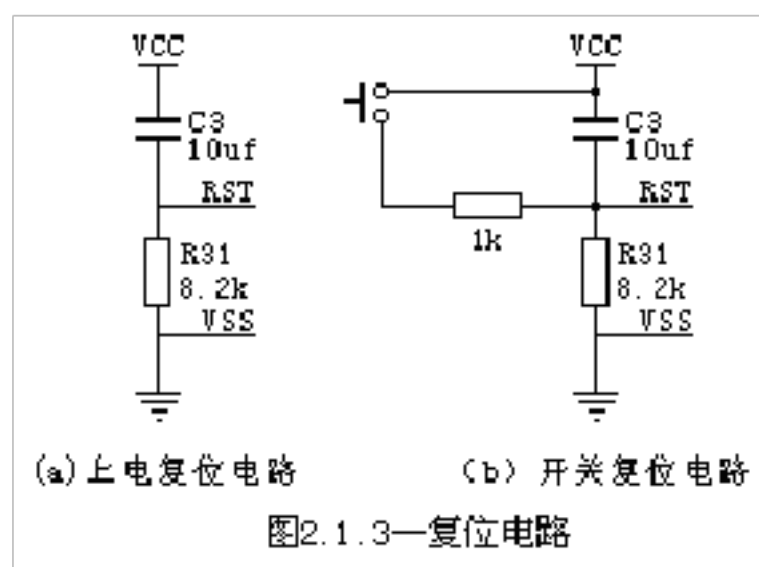 VCC
C3
10uf
RST
R31
8.2k
VSS
VCC
C3
10uf
RST
1k
R31
8.2k
VSS
(a)上电复位电路
(b) 开关复位电路
图2.1.3—复位电路